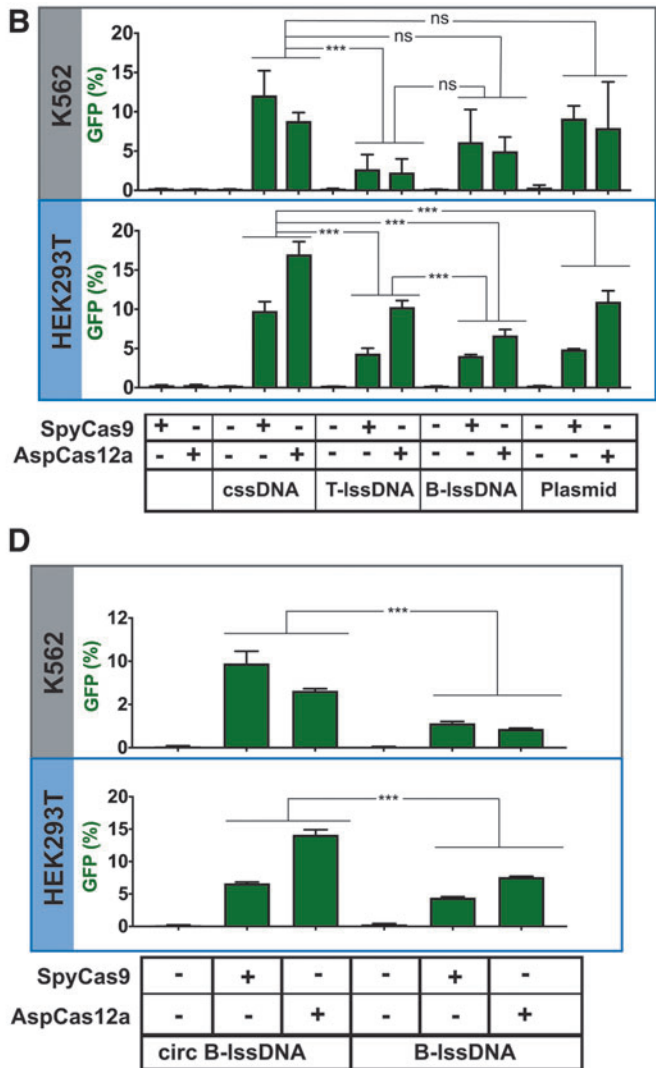 B
K562
GFP (%)
20
15
10
5
0
***
ns
ns
ns
HEK293T
GFP (%)
20
15
10
5
0
***
***
***
***
SpyCas9 + - - + - - + - - + - - + -
AspCas12a - + - - + - - + - - + - - +
cssDNA T-lssDNA B-lssDNA Plasmid
D
K562
GFP (%)
12
10
2
0
***
HEK293T
GFP (%)
20
15
10
5
0
***
SpyCas9 - + - - + -
AspCas12a - - + - - +
circ B-lssDNA B-lssDNA